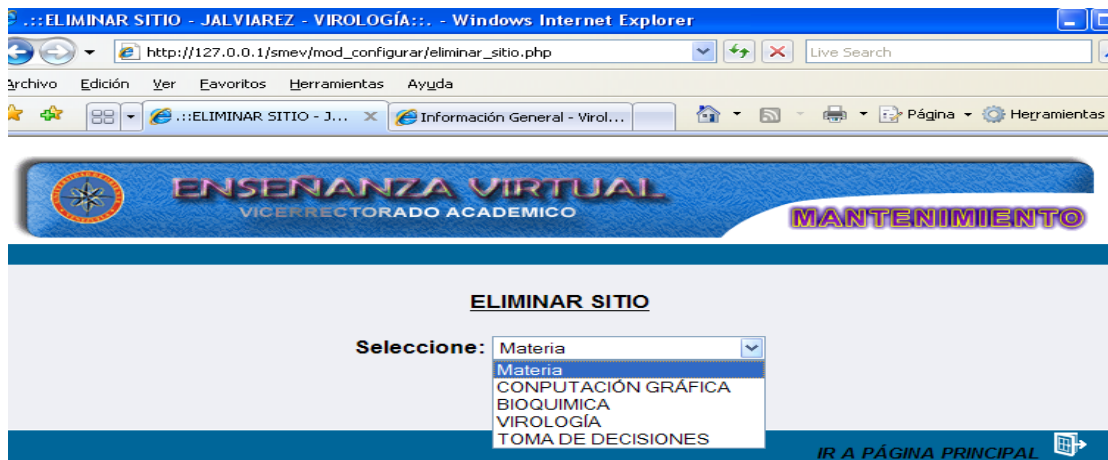 .::ELIMINAR SITIO - JALVIAREZ - VIROLOGÍA::. - Windows Internet Explorer
http://127.0.0.1/smev/mod_configurar/eliminar_sitio.php Live Search
Archivo Edición Ver Favoritos Herramientas Ayuda
.::ELIMINAR SITIO - J... Información General - Virol... Página Herramientas
ENSEÑANZA VIRTUAL
VICERRECTORADO ACADEMICO
MANTENIMIENTO
ELIMINAR SITIO
Seleccione: Materia
Materia
CONPUTACIÓN GRÁFICA
BIOQUIMICA
VIROLOGÍA
TOMA DE DECISIONES
IR A PÁGINA PRINCIPAL